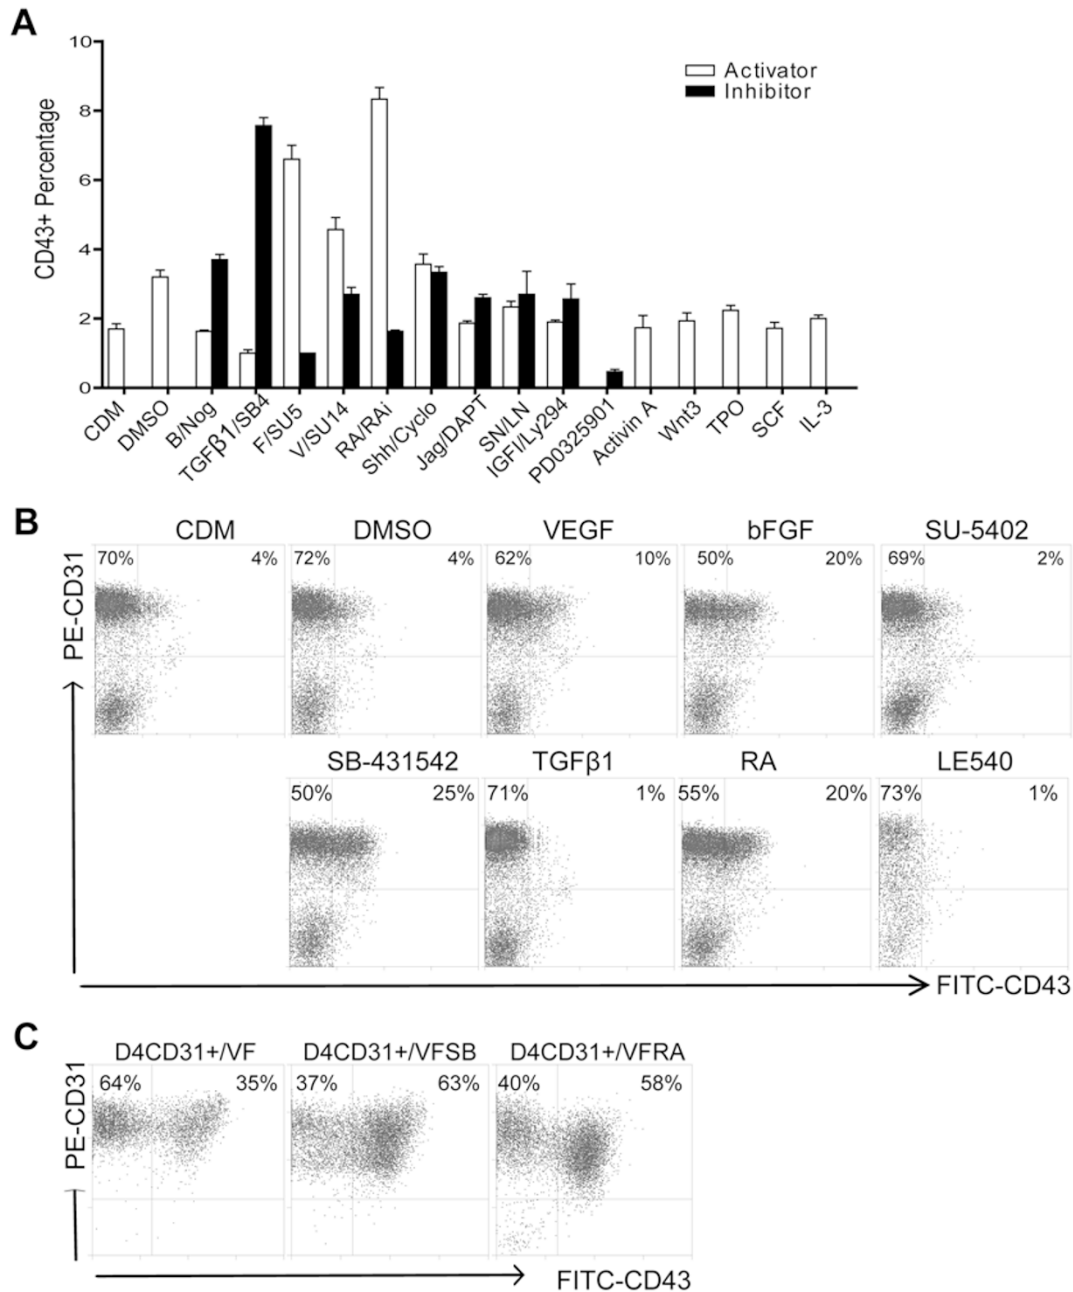 A
10
8
6
4
2
0
CD43+ Percentage
Activator
Inhibitor
CDM
DMSO
B/Nog
TGFβ1/SB4
F/SU5
V/SU14
RA/RAi
Shh/Cyclo
Jag/DAPT
SN/LN
IGFI/Ly294
PD0325901
Activin A
Wnt3
TPO
SCF
IL-3
B
CDM DMSO VEGF bFGF SU-5402
70% 4% 72% 4% 62% 10% 50% 20% 69% 2%
PE-CD31
SB-431542 TGFβ1 RA LE540
50% 25% 71% 1% 55% 20% 73% 1%
FITC-CD43
C
D4CD31+/VF D4CD31+/VFSB D4CD31+/VFRA
64% 35% 37% 63% 40% 58%
PE-CD31
FITC-CD43